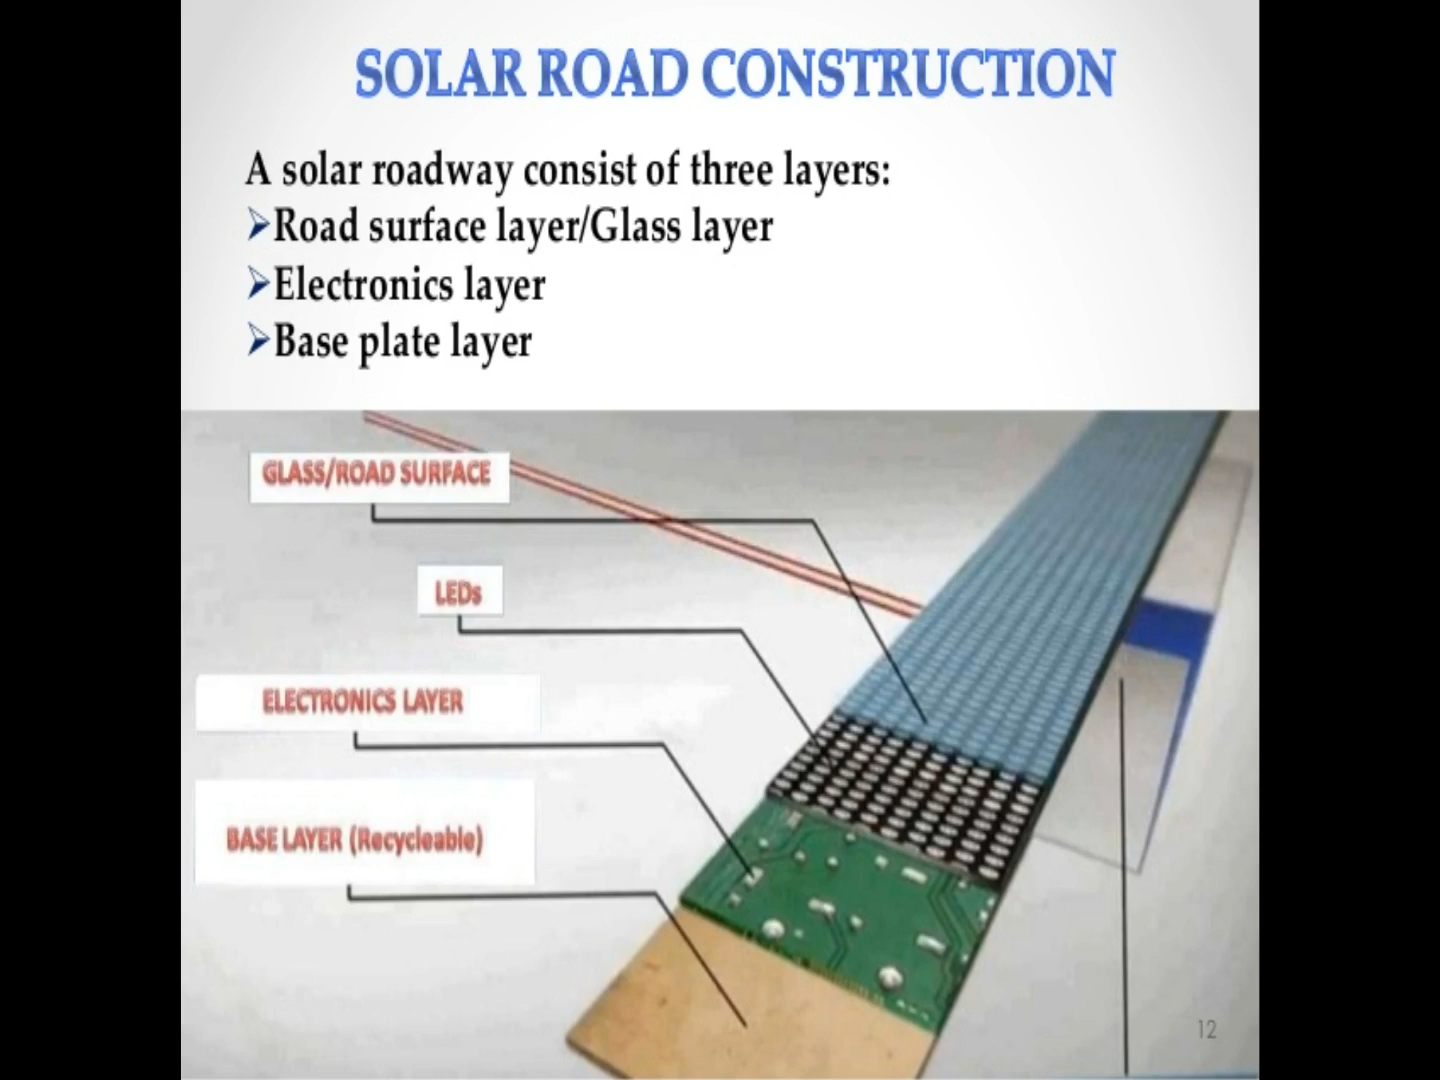 SOLAR ROAD CONSTRUCTION
A solar roadway consist of three layers:
➢Road surface layer/Glass layer
➢Electronics layer
➢Base plate layer
GLASS/ROAD SURFACE
LEDs
ELECTRONICS LAYER
BASE LAYER (Recycleable)
12